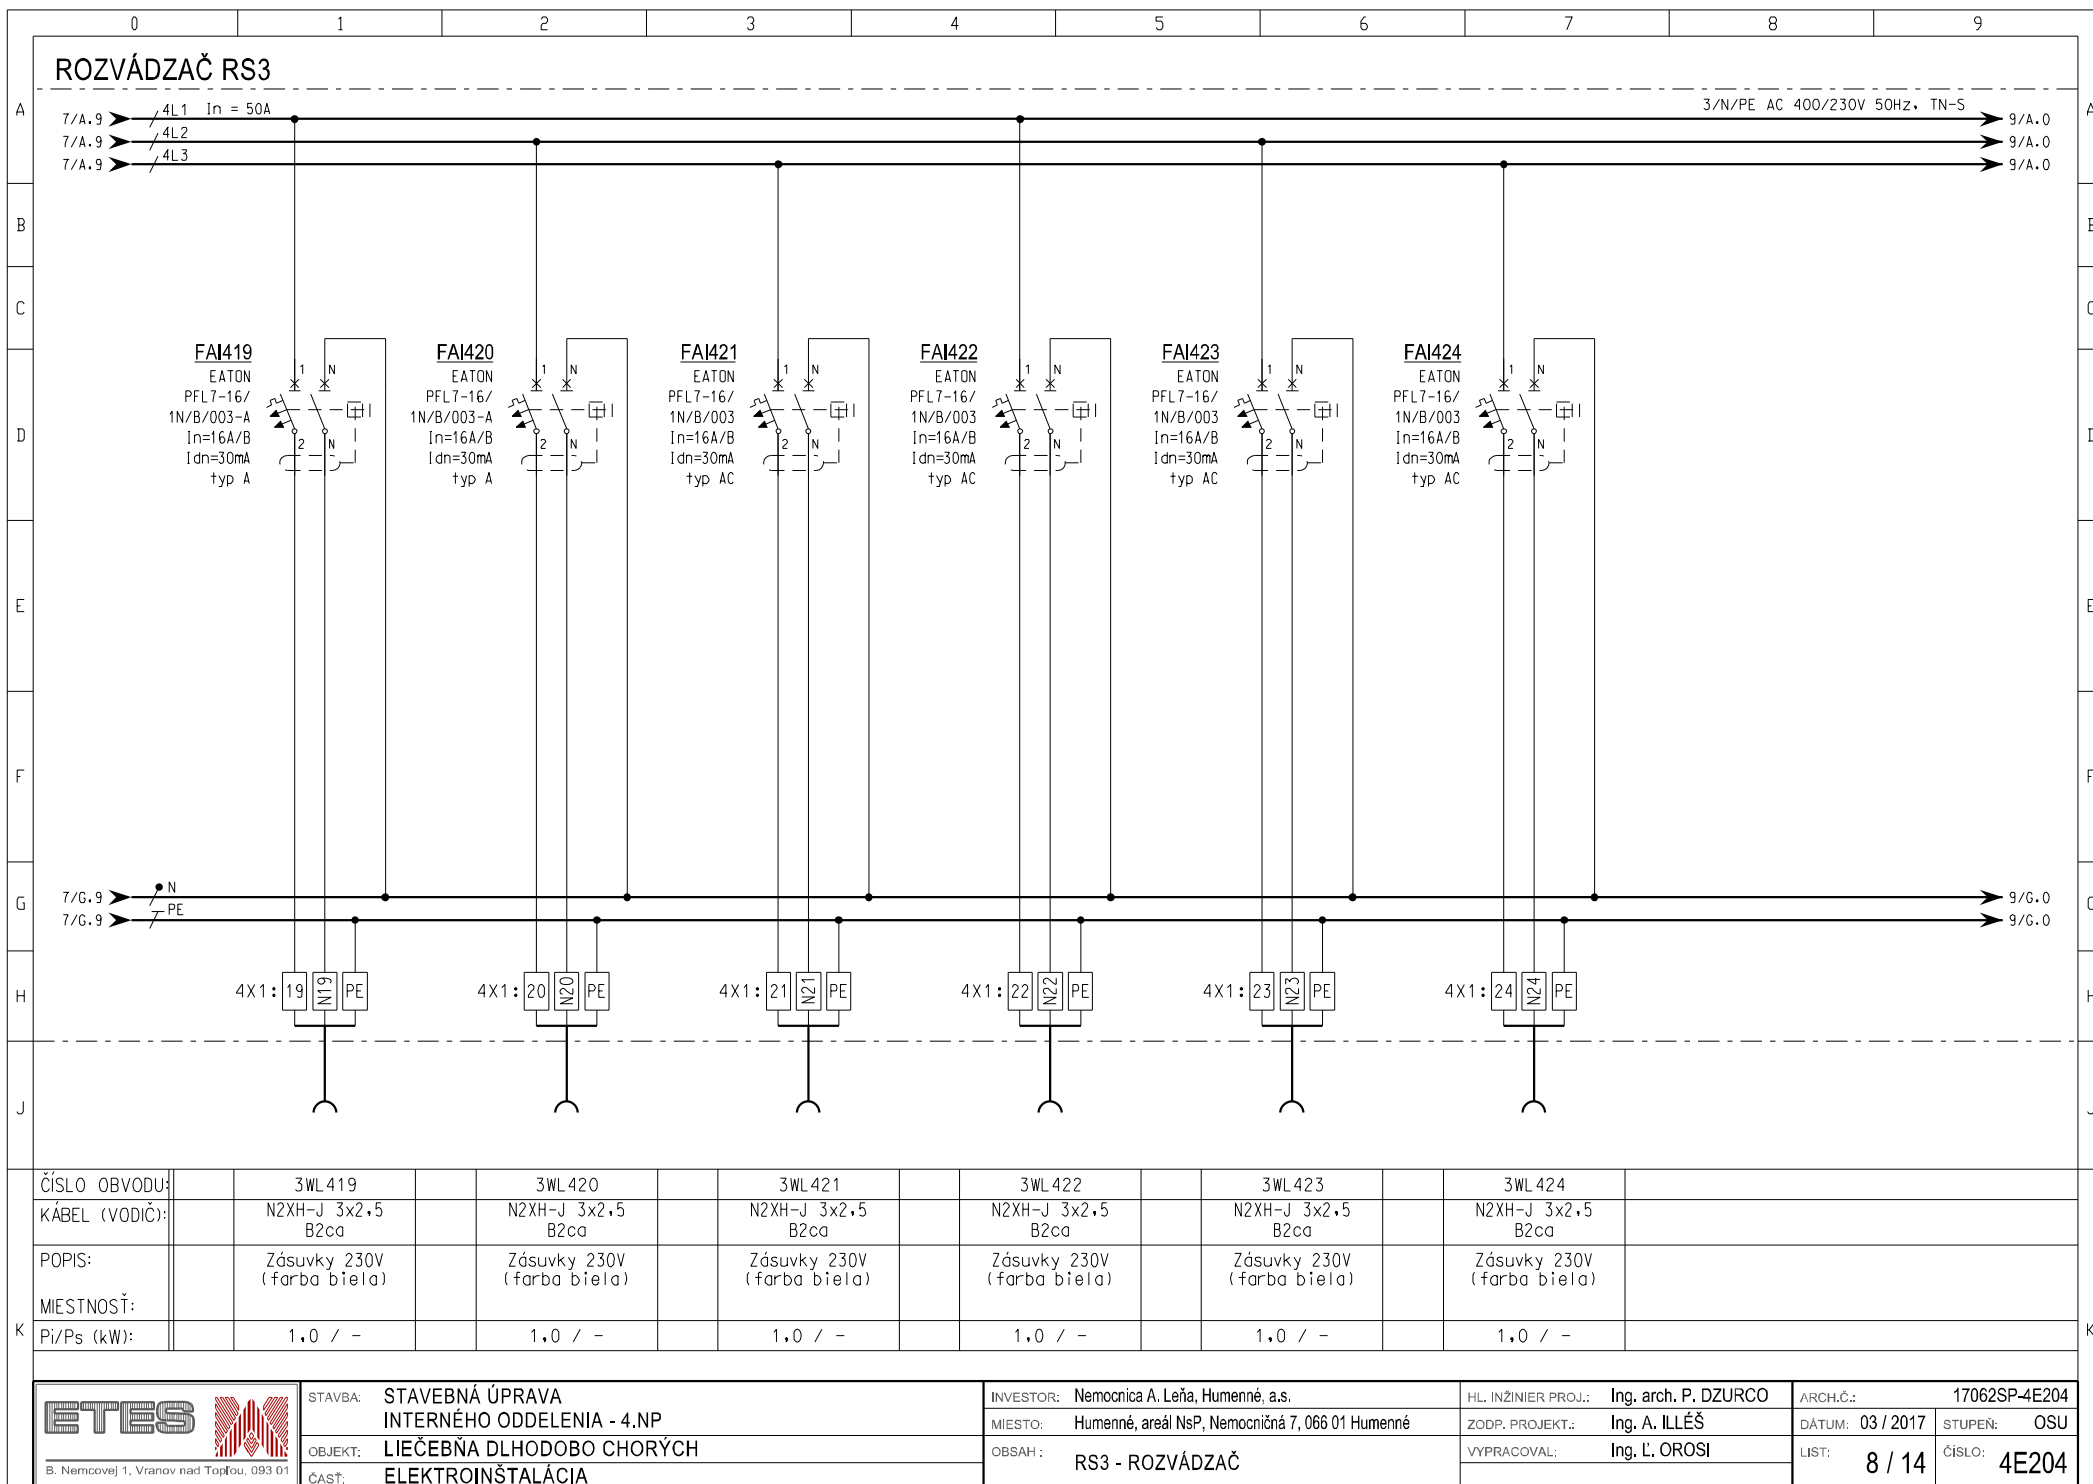 0 1 2 3 4 5 6 7 8 9
ROZVÁDZAČ RS3
A A
7/A.9 4L1 In = 50A 3/N/PE AC 400/230V 50Hz, TN-S 9/A.0
7/A.9 4L2 9/A.0
7/A.9 4L3 9/A.0
B
C
FAI419 FAI420 FAI421 FAI422 FAI423 FAI424
1 N 1 N 1 N 1 N 1 N 1 N
EATON EATON EATON EATON EATON EATON
PFL7-16/ PFL7-16/ PFL7-16/ PFL7-16/ PFL7-16/ PFL7-16/
1N/B/003-A 1N/B/003-A 1N/B/003 1N/B/003 1N/B/003 1N/B/003
D In=16A/B In=16A/B In=16A/B In=16A/B In=16A/B In=16A/B
2 N 2 N 2 N 2 N 2 N 2 N
Idn=30mA Idn=30mA Idn=30mA Idn=30mA Idn=30mA Idn=30mA
typ A typ A typ AC typ AC typ AC typ AC
E E
F F
N
G 7/G.9 9/G.0
PE
7/G.9 9/G.0
H 4X1: 19 N19 PE 4X1: 20 N20 PE 4X1: 21 N21 PE 4X1: 22 N22 PE 4X1: 23 N23 PE 4X1: 24 N24 PE H
J J
ČÍSLO OBVODU: 3WL419 3WL420 3WL421 3WL422 3WL423 3WL424
KÁBEL (VODIČ): N2XH-J 3x2,5 N2XH-J 3x2,5 N2XH-J 3x2,5 N2XH-J 3x2,5 N2XH-J 3x2,5 N2XH-J 3x2,5
B2ca B2ca B2ca B2ca B2ca B2ca
POPIS: Zásuvky 230V Zásuvky 230V Zásuvky 230V Zásuvky 230V Zásuvky 230V Zásuvky 230V
(farba biela) (farba biela) (farba biela) (farba biela) (farba biela) (farba biela)
MIESTNOSŤ:
K Pi/Ps (kW): 1,0 / - 1,0 / - 1,0 / - 1,0 / - 1,0 / - 1,0 / - K
ETES
B. Nemcovej 1, Vranov nad Topľou, 093 01
STAVBA: STAVEBNÁ ÚPRAVA
INTERNÉHO ODDELENIA - 4.NP
OBJEKT: LIEČEBŇA DLHODOBO CHORÝCH
ČASŤ: ELEKTROINŠTALÁCIA
INVESTOR: Nemocnica A. Leňa, Humenné, a.s.
MIESTO: Humenné, areál NsP, Nemocničná 7, 066 01 Humenné
OBSAH : RS3 - ROZVÁDZAČ
HL. INŽINIER PROJ.: Ing. arch. P. DZURCO
ZODP. PROJEKT.: Ing. A. ILLÉŠ
VYPRACOVAL: Ing. Ľ. OROSI
ARCH.Č.: 17062SP-4E204
DÁTUM: 03 / 2017 STUPEŇ: OSU
LIST: 8 / 14 ČÍSLO: 4E204